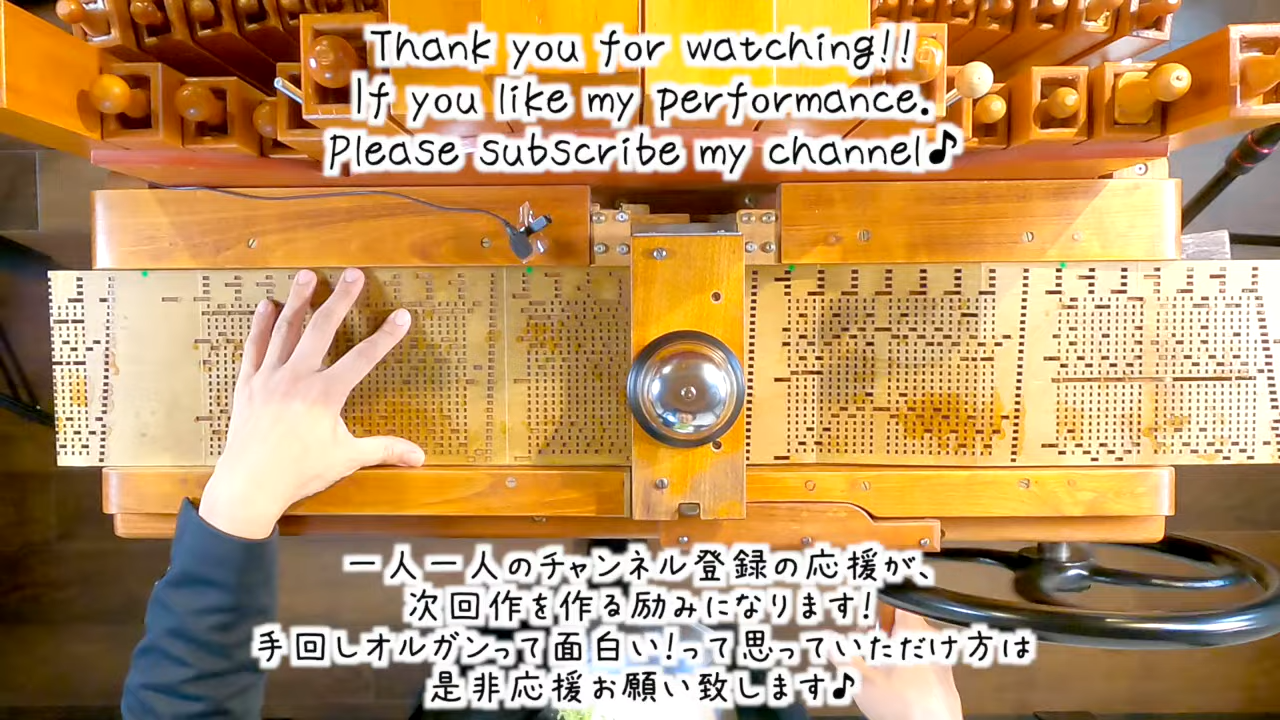 Thank you for watching!!
If you like my performance.
Please subscribe my channel♪
一人一人のチャンネル登録の応援が、
次回作を作る励みになります!
手回しオルガンって面白い!って思っていただけ方は
是非応援お願い致します♪